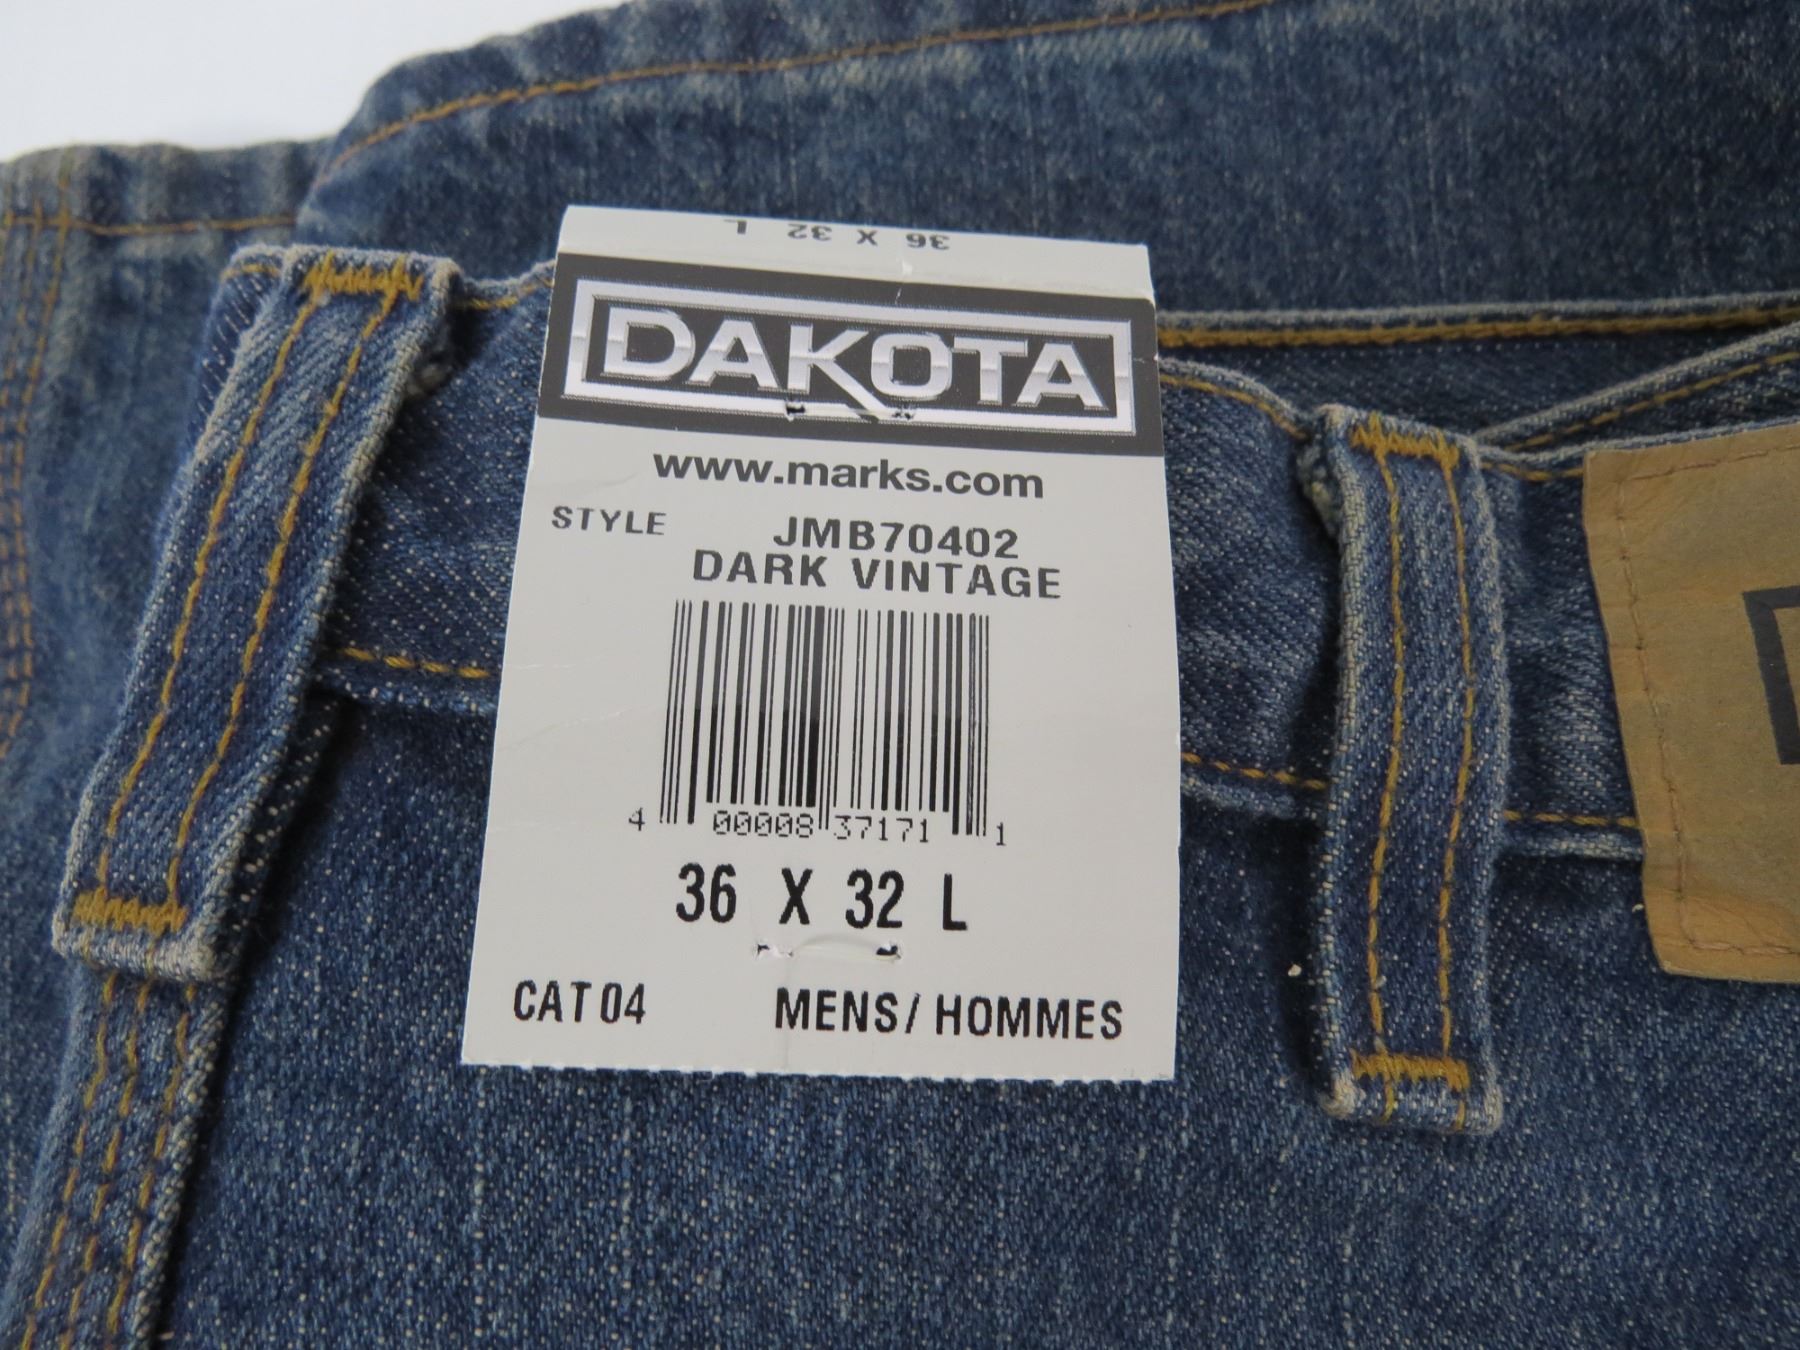 36 X 32 L
DAKOTA
www.marks.com
STYLE JMB70402
DARK VINTAGE
4 00008 37171 1
36 X 32 L
CAT 04 MENS/ HOMMES